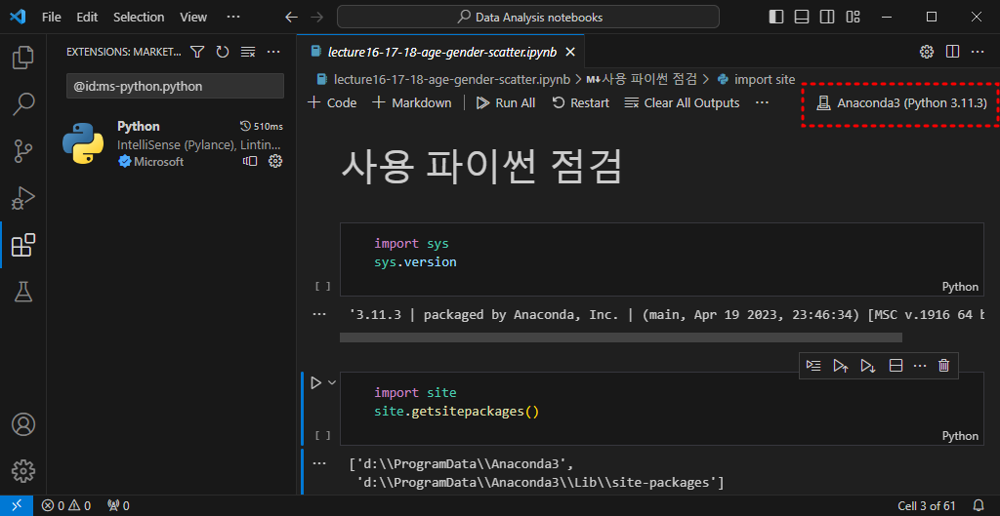 File Edit Selection View ··· Data Analysis notebooks
EXTENSIONS: MARKET...
@id:ms-python.python
Python 510ms
IntelliSense (Pylance), Lintin...
Microsoft
lecture16-17-18-age-gender-scatter.ipynb
lecture16-17-18-age-gender-scatter.ipynb > M↓사용 파이썬 점검 > import site
+ Code + Markdown Run All Restart Clear All Outputs ··· Anaconda3 (Python 3.11.3)
사용 파이썬 점검
import sys
sys.version
[ ] Python
··· '3.11.3 | packaged by Anaconda, Inc. | (main, Apr 19 2023, 23:46:34) [MSC v.1916 64 b
import site
site.getsitepackages()
[ ] Python
··· ['d:\\ProgramData\\Anaconda3',
'd:\\ProgramData\\Anaconda3\\Lib\\site-packages']
0 0 0 Cell 3 of 61